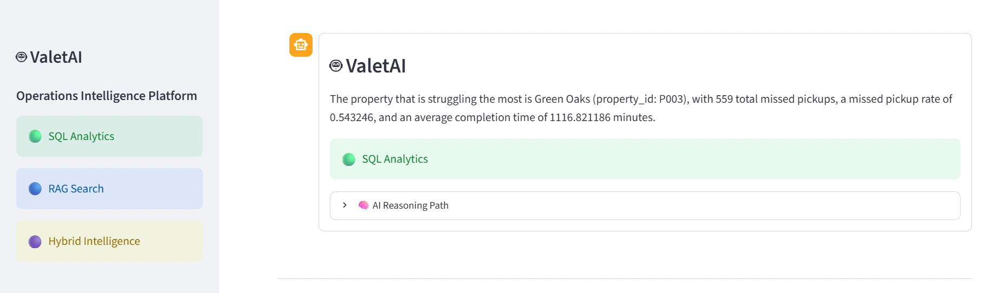 ValetAI
Operations Intelligence Platform
SQL Analytics
RAG Search
Hybrid Intelligence
ValetAI
The property that is struggling the most is Green Oaks (property_id: P003), with 559 total missed pickups, a missed pickup rate of
0.543246, and an average completion time of 1116.821186 minutes.
SQL Analytics
AI Reasoning Path